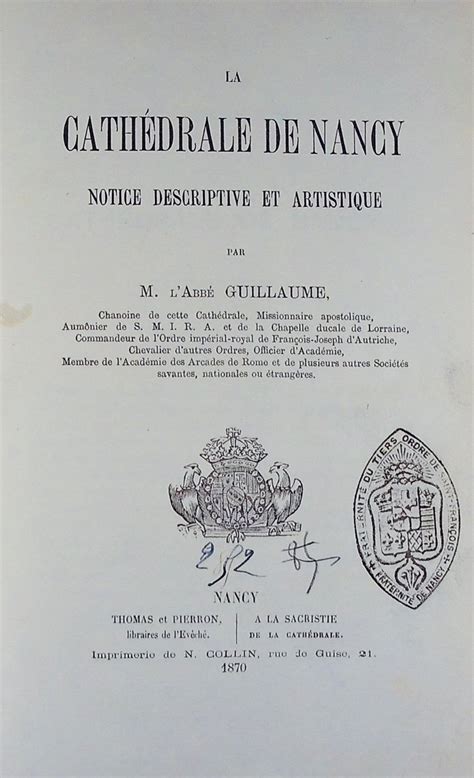 LA
CATHÉDRALE DE NANCY
NOTICE DESCRIPTIVE ET ARTISTIQUE
PAR
M. L'ABBÉ GUILLAUME,
Chanoine de cette Cathédrale, Missionnaire apostolique,
Aumônier de S. M. I. R. A. et de la Chapelle ducale de Lorraine,
Commandeur de l'Ordre impérial-royal de François-Joseph d'Autriche,
Chevalier d'autres Ordres, Officier d'Académie,
Membre de l'Académie des Arcades de Rome et de plusieurs autres Sociétés
savantes, nationales ou étrangères.
FRATERNITÉ DU TIERS ORDRE DE SAINT FRANÇOIS
FRATERNITÉ DE NANCY
NANCY
THOMAS et PIERRON,
libraires de l'Evêché.
A LA SACRISTIE
DE LA CATHÉDRALE.
Imprimerie de N. COLLIN, rue de Guise, 21.
1870